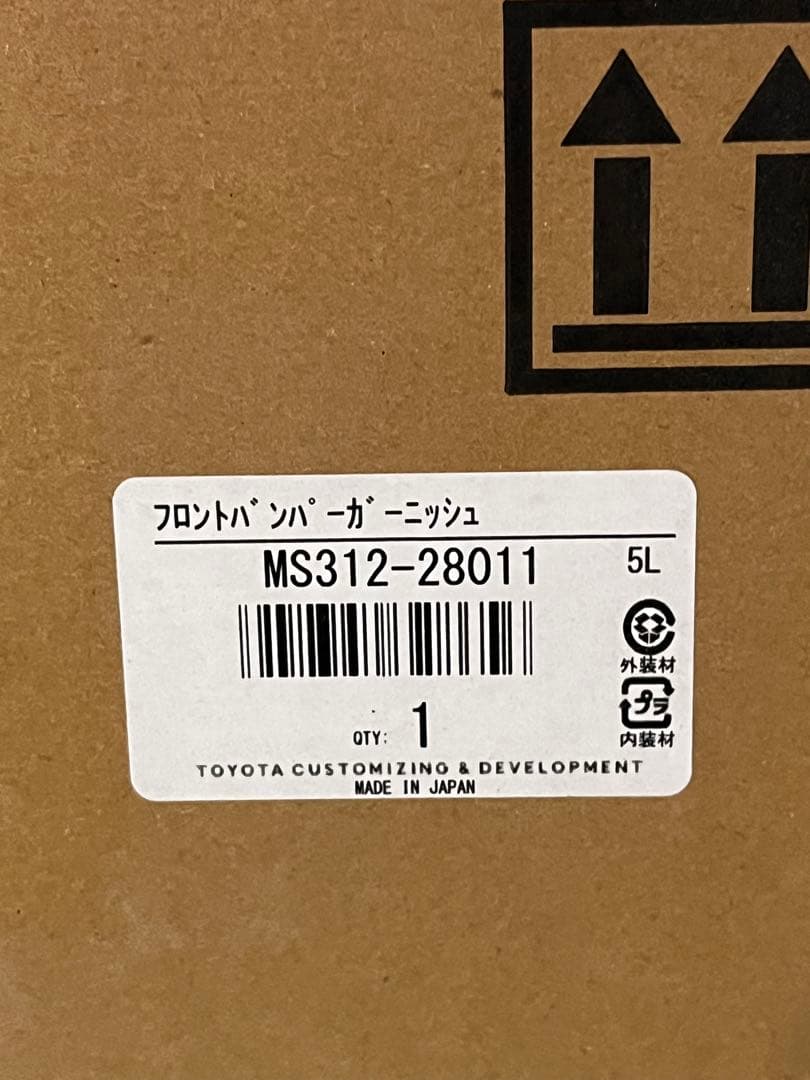 フロントバンパーガーニッシュ
MS312-28011
5L
外装材
プラ
内装材
QTY: 1
TOYOTA CUSTOMIZING & DEVELOPMENT
MADE IN JAPAN